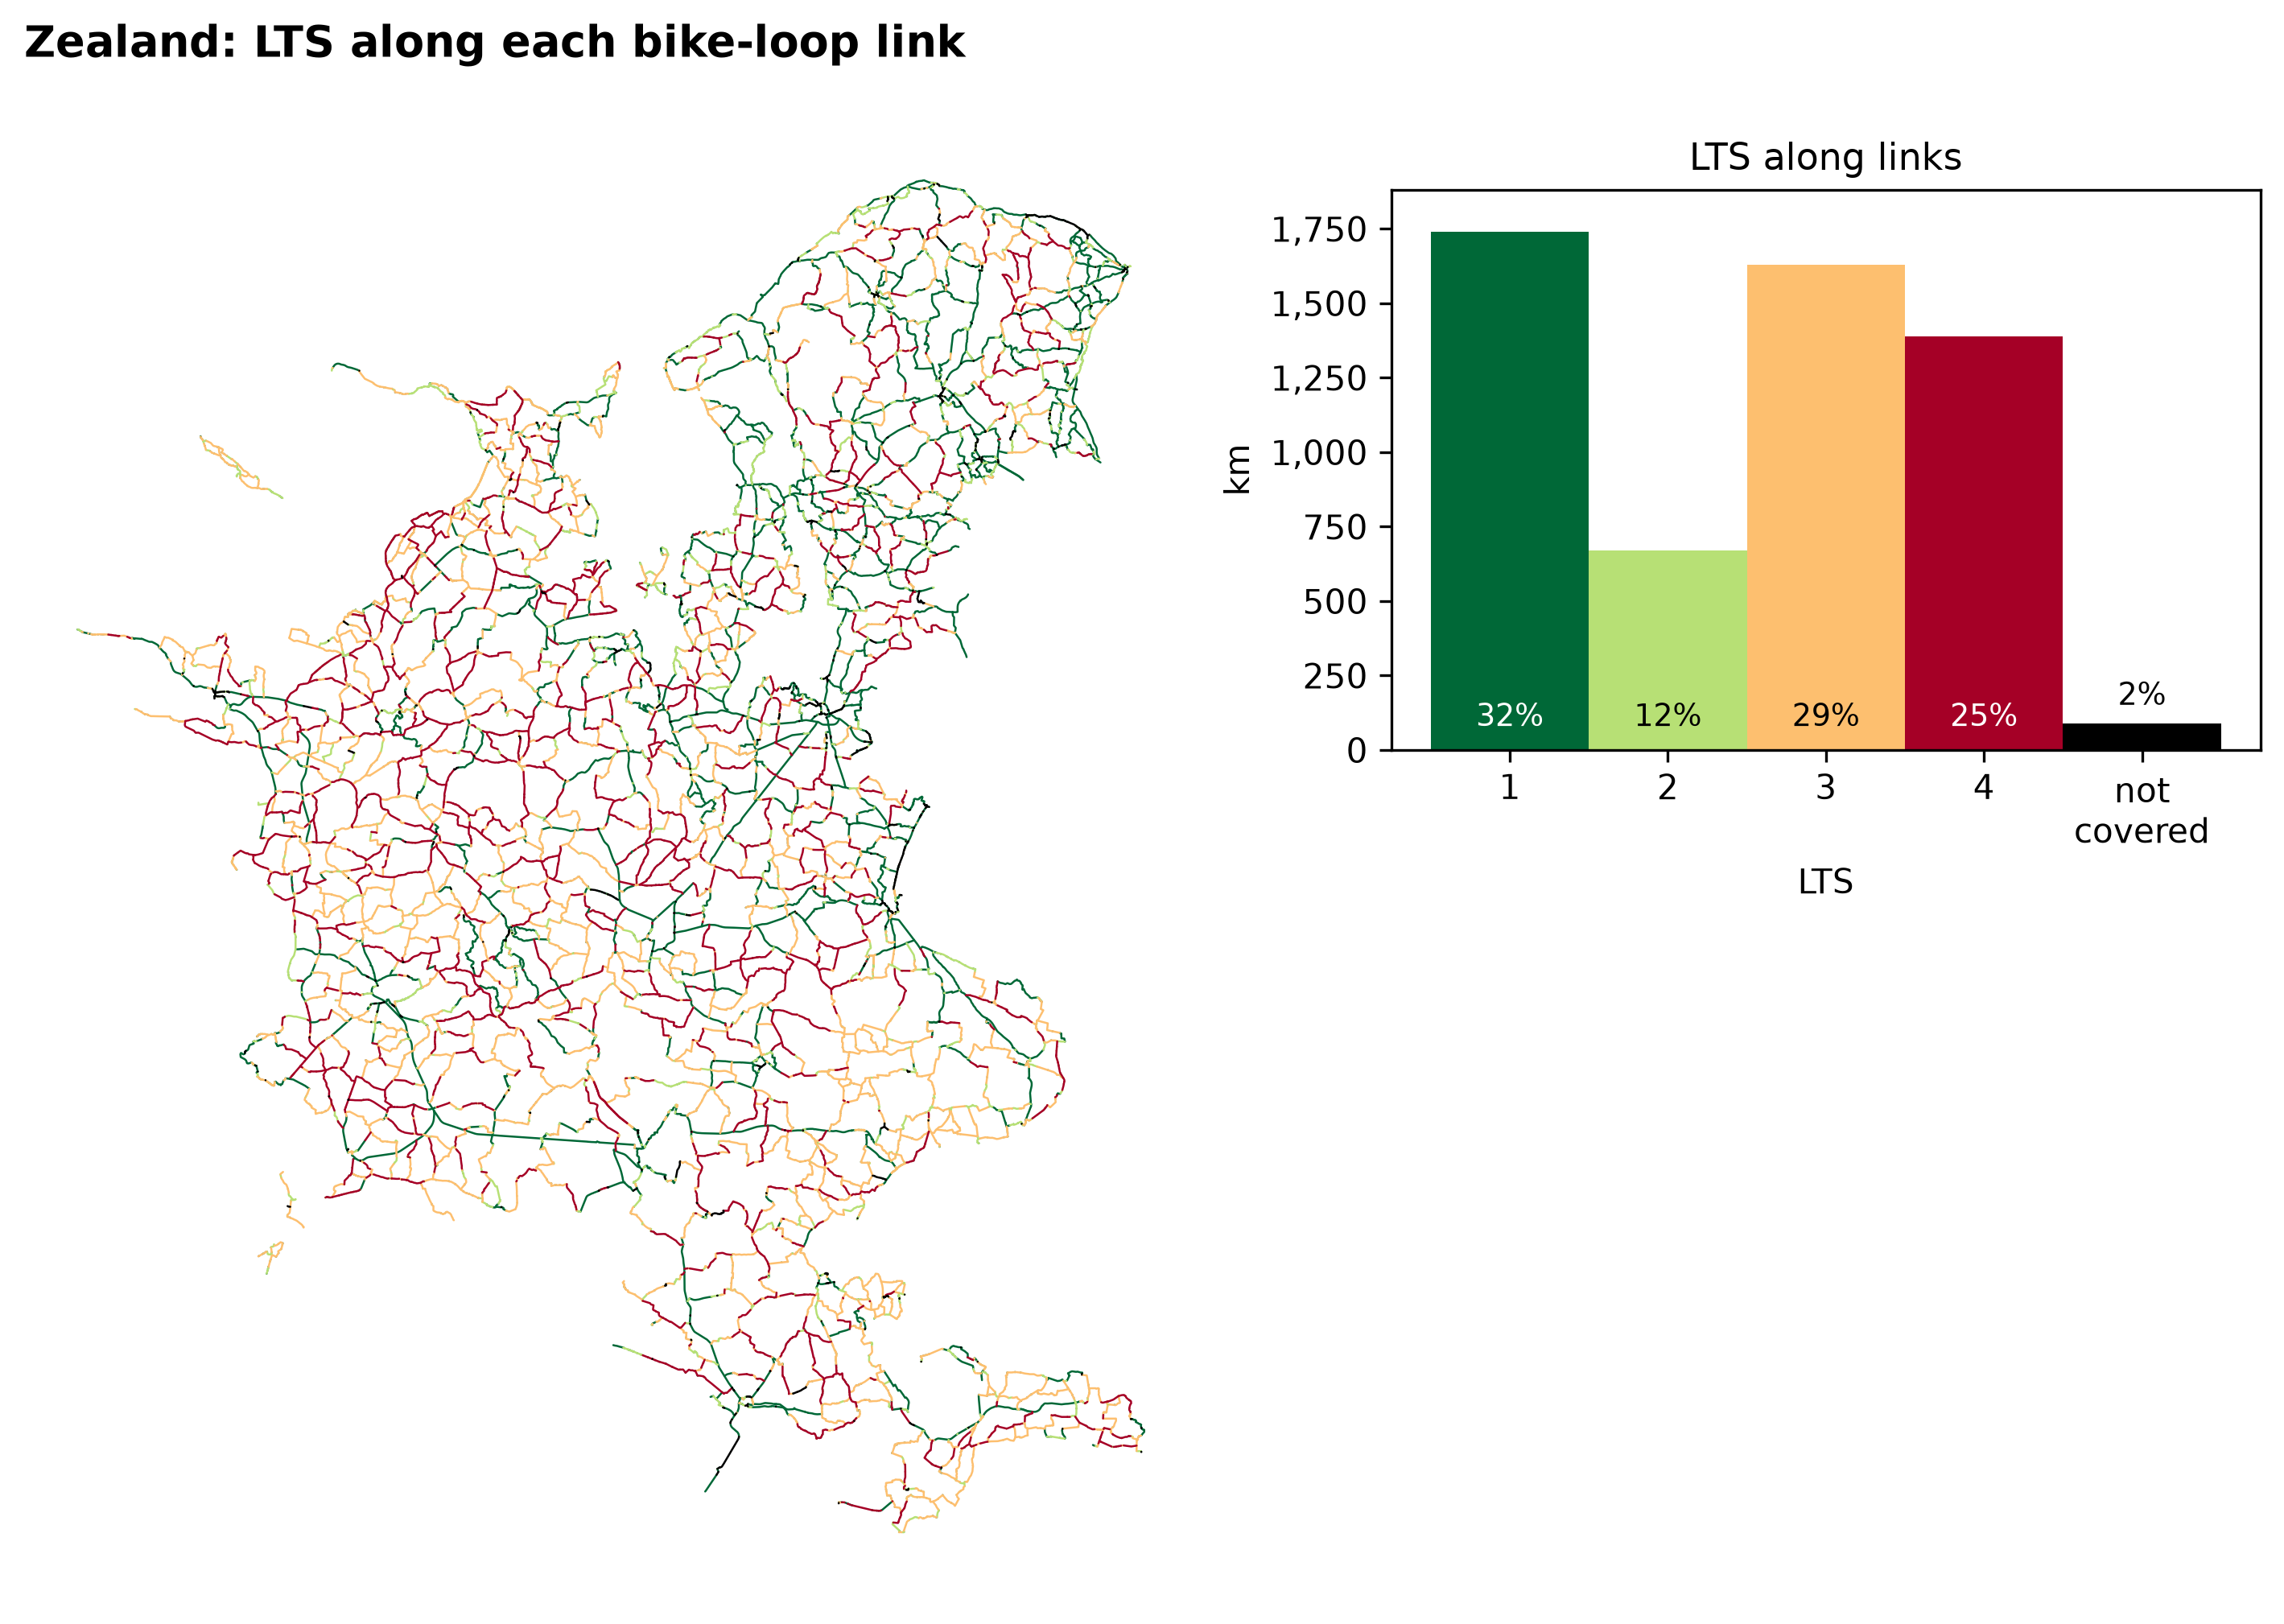 Zealand: LTS along each bike-loop link
LTS along links
1,750
1,500
1,250
1,000
750
500
250
0
km
32%
12%
29%
25%
2%
1
2
3
4
not
covered
LTS